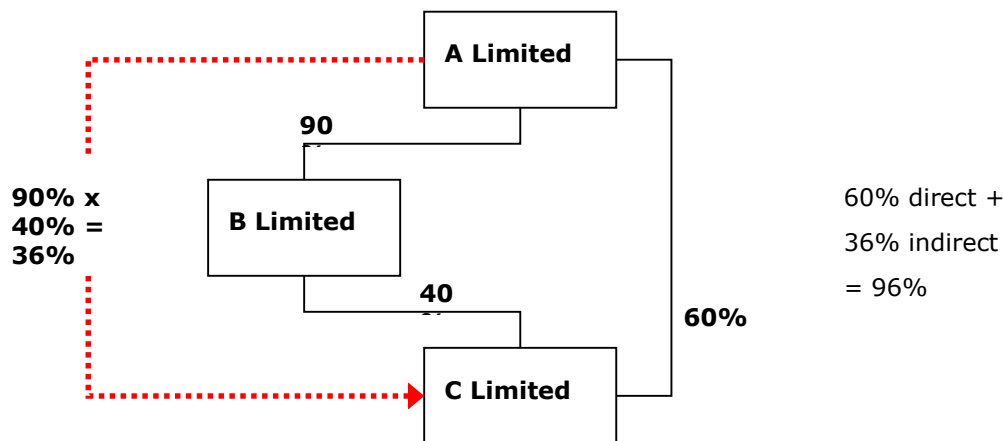 A Limited
90
90% x
40% =
36%
B Limited
60% direct +
36% indirect
= 96%
40
60%
C Limited